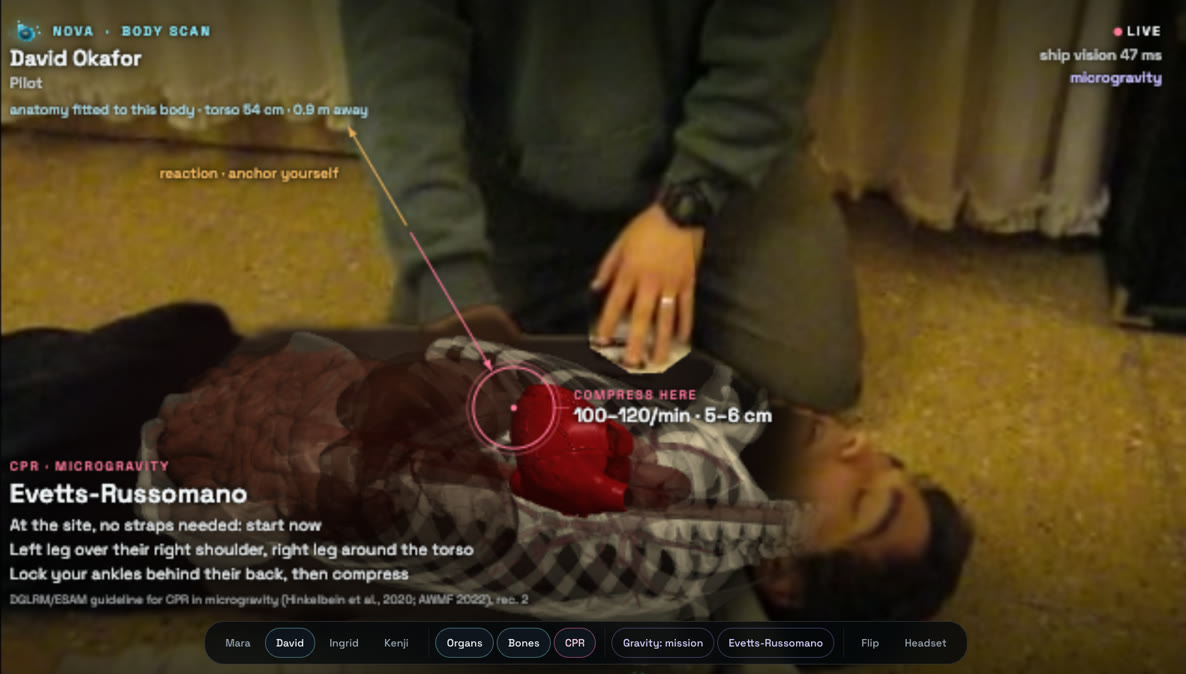 NOVA · BODY SCAN
David Okafor
Pilot
anatomy fitted to this body · torso 54 cm · 0.9 m away
LIVE
ship vision 47 ms
microgravity
reaction · anchor yourself
COMPRESS HERE
100–120/min · 5–6 cm
CPR · MICROGRAVITY
Evetts-Russomano
At the site, no straps needed: start now
Left leg over their right shoulder, right leg around the torso
Lock your ankles behind their back, then compress
DGLRM/ESAM guideline for CPR in microgravity (Hinkelbein et al., 2020; AWMF 2022), rec. 2
Mara David Ingrid Kenji Organs Bones CPR Gravity: mission Evetts-Russomano Flip Headset